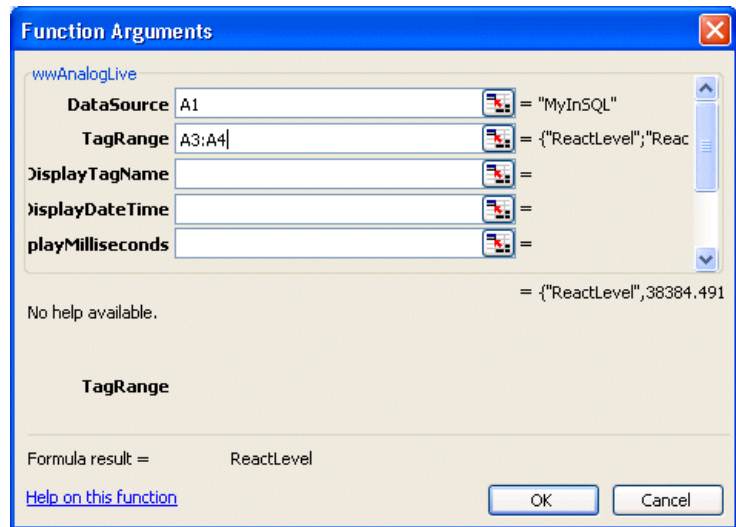 Function Arguments
wwAnalogLive
DataSource A1 = "MyInSQL"
TagRange A3:A4 = {"ReactLevel";"Reac
DisplayTagName =
DisplayDateTime =
playMilliseconds =
= {"ReactLevel",38384.491
No help available.
TagRange
Formula result = ReactLevel
Help on this function OK Cancel